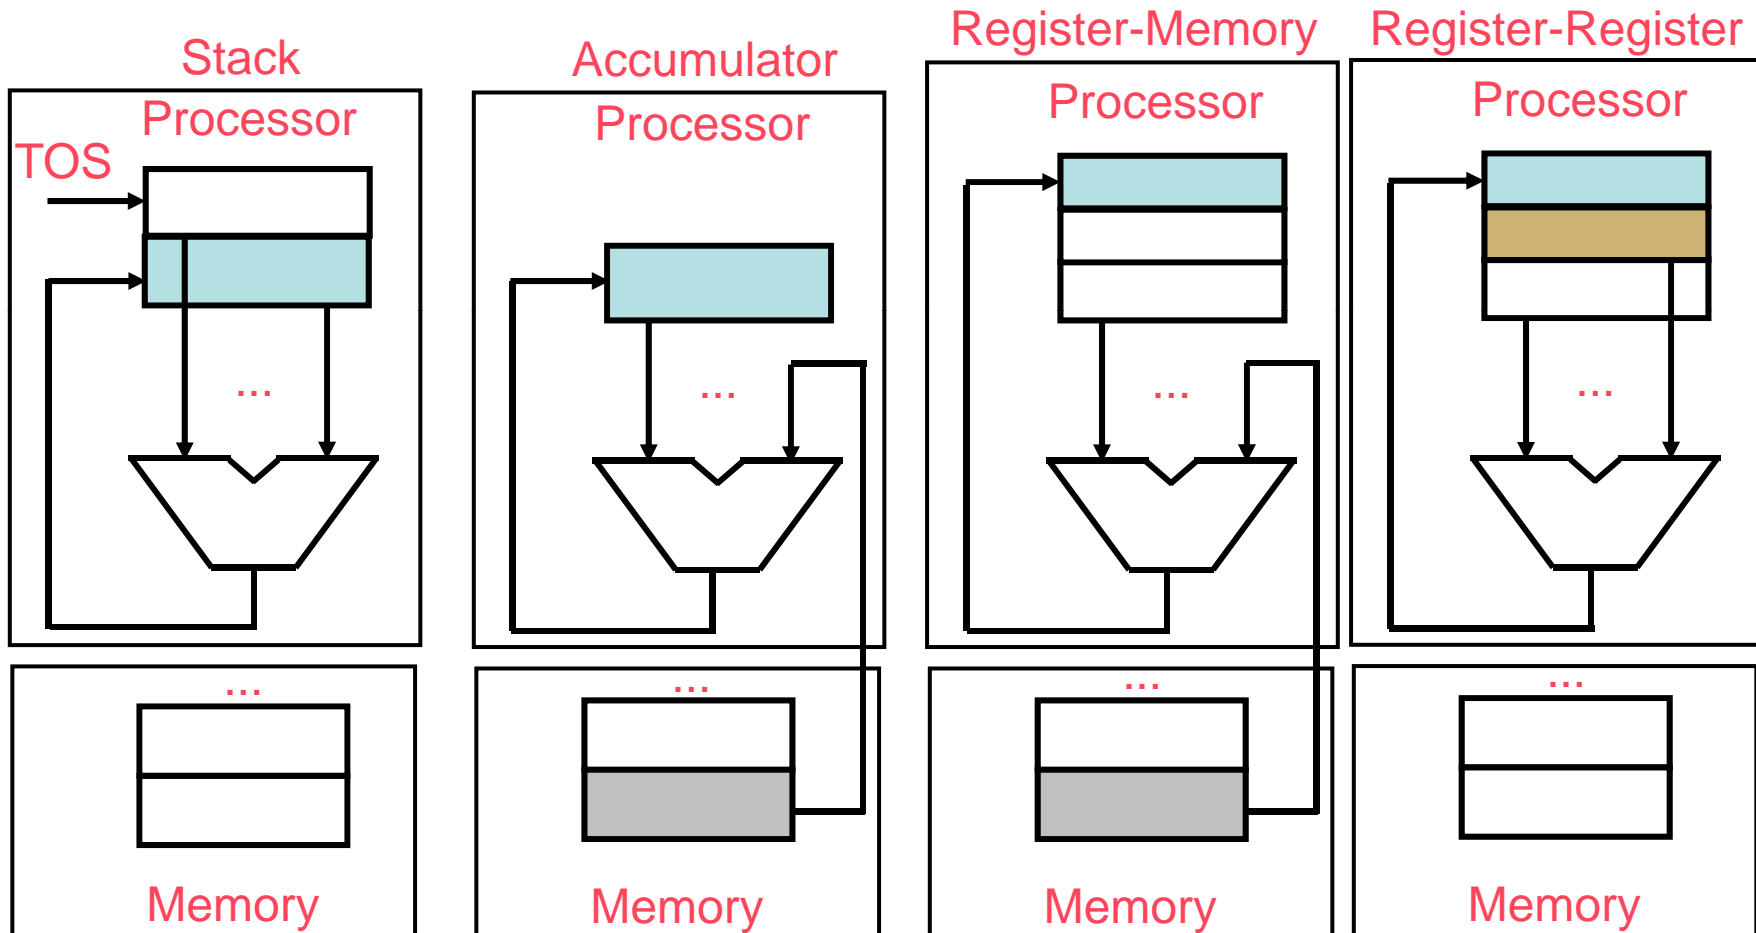 Stack
Processor
TOS
...
...
Memory
Accumulator
Processor
...
...
Memory
Register-Memory
Processor
...
...
Memory
Register-Register
Processor
...
...
Memory